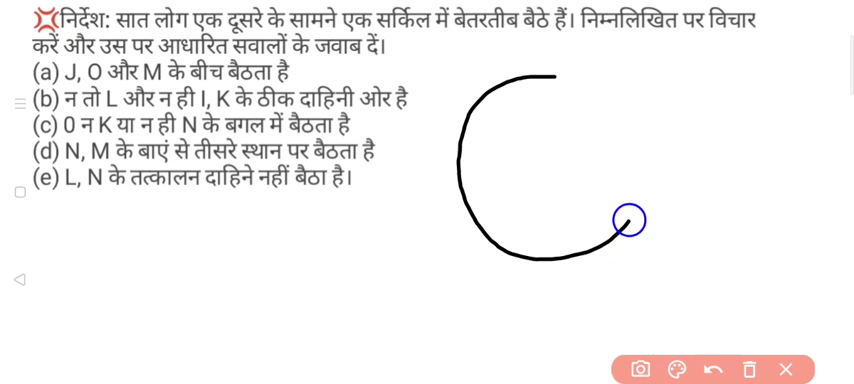 निर्देश: सात लोग एक दूसरे के सामने एक सर्किल में बेतरतीब बैठे हैं। निम्नलिखित पर विचार
करें और उस पर आधारित सवालों के जवाब दें।
(a) J, O और M के बीच बैठता है
(b) न तो L और न ही I, K के ठीक दाहिनी ओर है
(c) 0 न K या न ही N के बगल में बैठता है
(d) N, M के बाएं से तीसरे स्थान पर बैठता है
(e) L, N के तत्कालन दाहिने नहीं बैठा है।